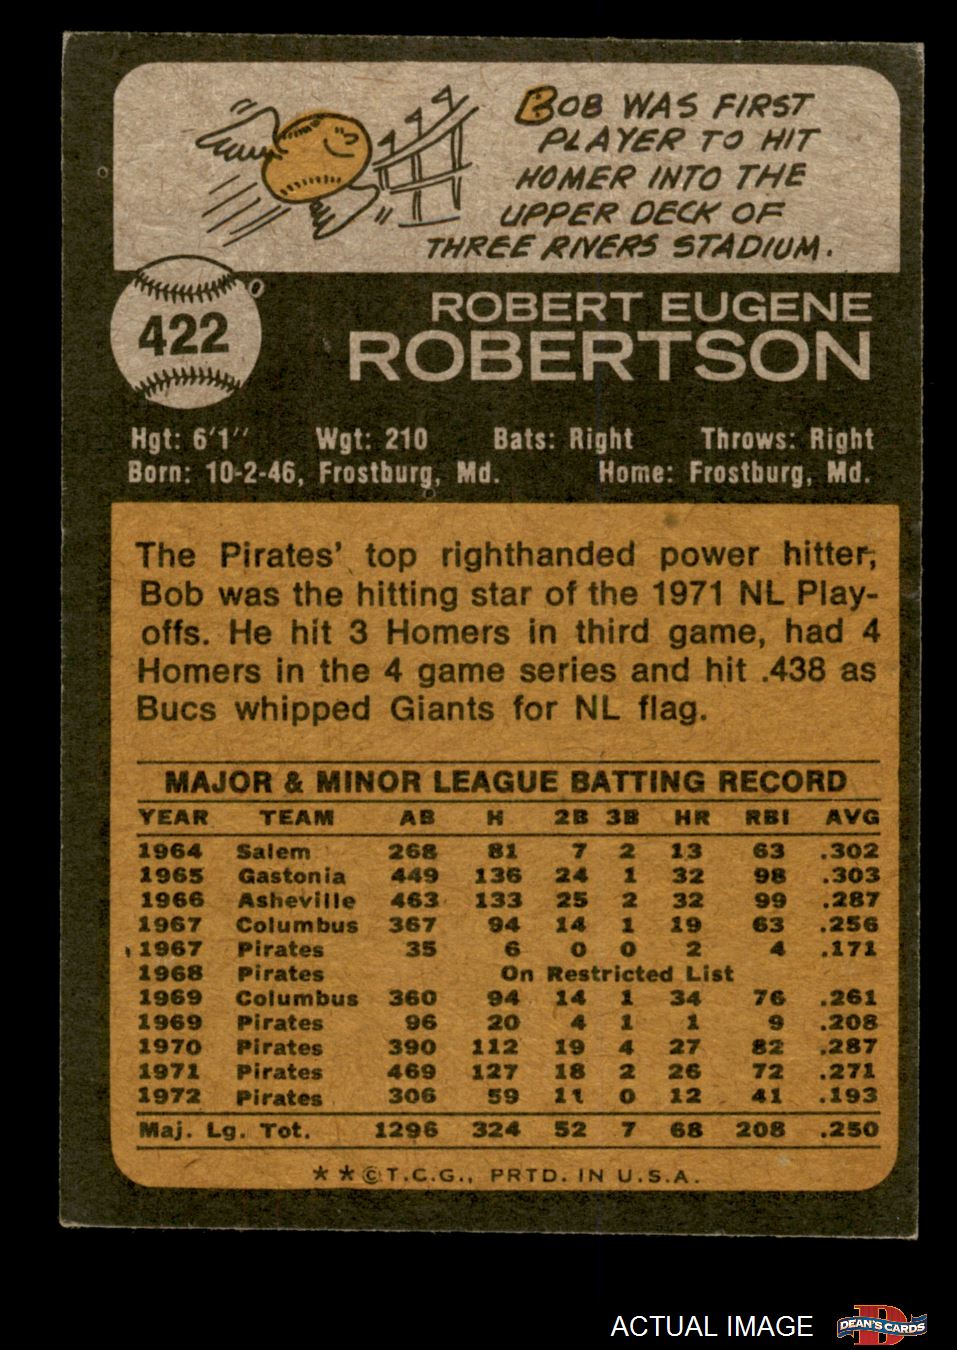 BOB WAS FIRST
PLAYER TO HIT
HOMER INTO THE
UPPER DECK OF
THREE RIVERS STADIUM.
422
ROBERT EUGENE
ROBERTSON
Hgt: 6'1" Wgt: 210 Bats: Right Throws: Right
Born: 10-2-46, Frostburg, Md. Home: Frostburg, Md.
The Pirates' top righthanded power hitter,
Bob was the hitting star of the 1971 NL Play-
offs. He hit 3 Homers in third game, had 4
Homers in the 4 game series and hit .438 as
Bucs whipped Giants for NL flag.
MAJOR & MINOR LEAGUE BATTING RECORD
YEAR TEAM AB H 2B 3B HR RBI AVG
1964 Salem 268 81 7 2 13 63 .302
1965 Gastonia 449 136 24 1 32 98 .303
1966 Asheville 463 133 25 2 32 99 .287
1967 Columbus 367 94 14 1 19 63 .256
1967 Pirates 35 6 0 0 2 4 .171
1968 Pirates On Restricted List
1969 Columbus 360 94 14 1 34 76 .261
1969 Pirates 96 20 4 1 1 9 .208
1970 Pirates 390 112 19 4 27 82 .287
1971 Pirates 469 127 18 2 26 72 .271
1972 Pirates 306 59 11 0 12 41 .193
Maj. Lg. Tot. 1296 324 52 7 68 208 .250
★★©T.C.G., PRTD. IN U.S.A.
ACTUAL IMAGE
DEAN'S CARDS